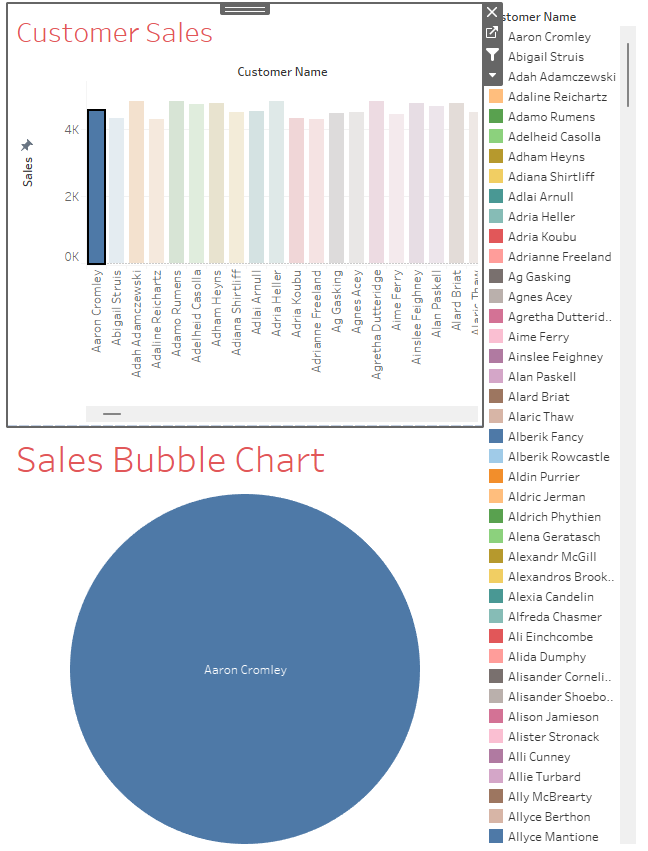 Customer Sales
Customer Name
Sales
4K
2K
0K
Aaron Cromley
Abigail Struis
Adah Adamczewski
Adaline Reichartz
Adamo Rumens
Adelheid Casolla
Adham Heyns
Adiana Shirtliff
Adlai Arnull
Adria Heller
Adria Koubu
Adrianne Freeland
Ag Gasking
Agnes Acey
Agretha Dutteridge
Aime Ferry
Ainslee Feighney
Alan Paskell
Alard Briat
Alaric Thaw
Sales Bubble Chart
Aaron Cromley
stomer Name
Aaron Cromley
Abigail Struis
Adah Adamczewski
Adaline Reichartz
Adamo Rumens
Adelheid Casolla
Adham Heyns
Adiana Shirtliff
Adlai Arnull
Adria Heller
Adria Koubu
Adrianne Freeland
Ag Gasking
Agnes Acey
Agretha Dutterid..
Aime Ferry
Ainslee Feighney
Alan Paskell
Alard Briat
Alaric Thaw
Alberik Fancy
Alberik Rowcastle
Aldin Purrier
Aldric Jerman
Aldrich Phythien
Alena Geratasch
Alexandr McGill
Alexandros Brook..
Alexia Candelin
Alfreda Chasmer
Ali Einchcombe
Alida Dumphy
Alisander Corneli..
Alisander Shoebo..
Alison Jamieson
Alister Stronack
Alli Cunney
Allie Turbard
Ally McBrearty
Allyce Berthon
Allyce Mantione